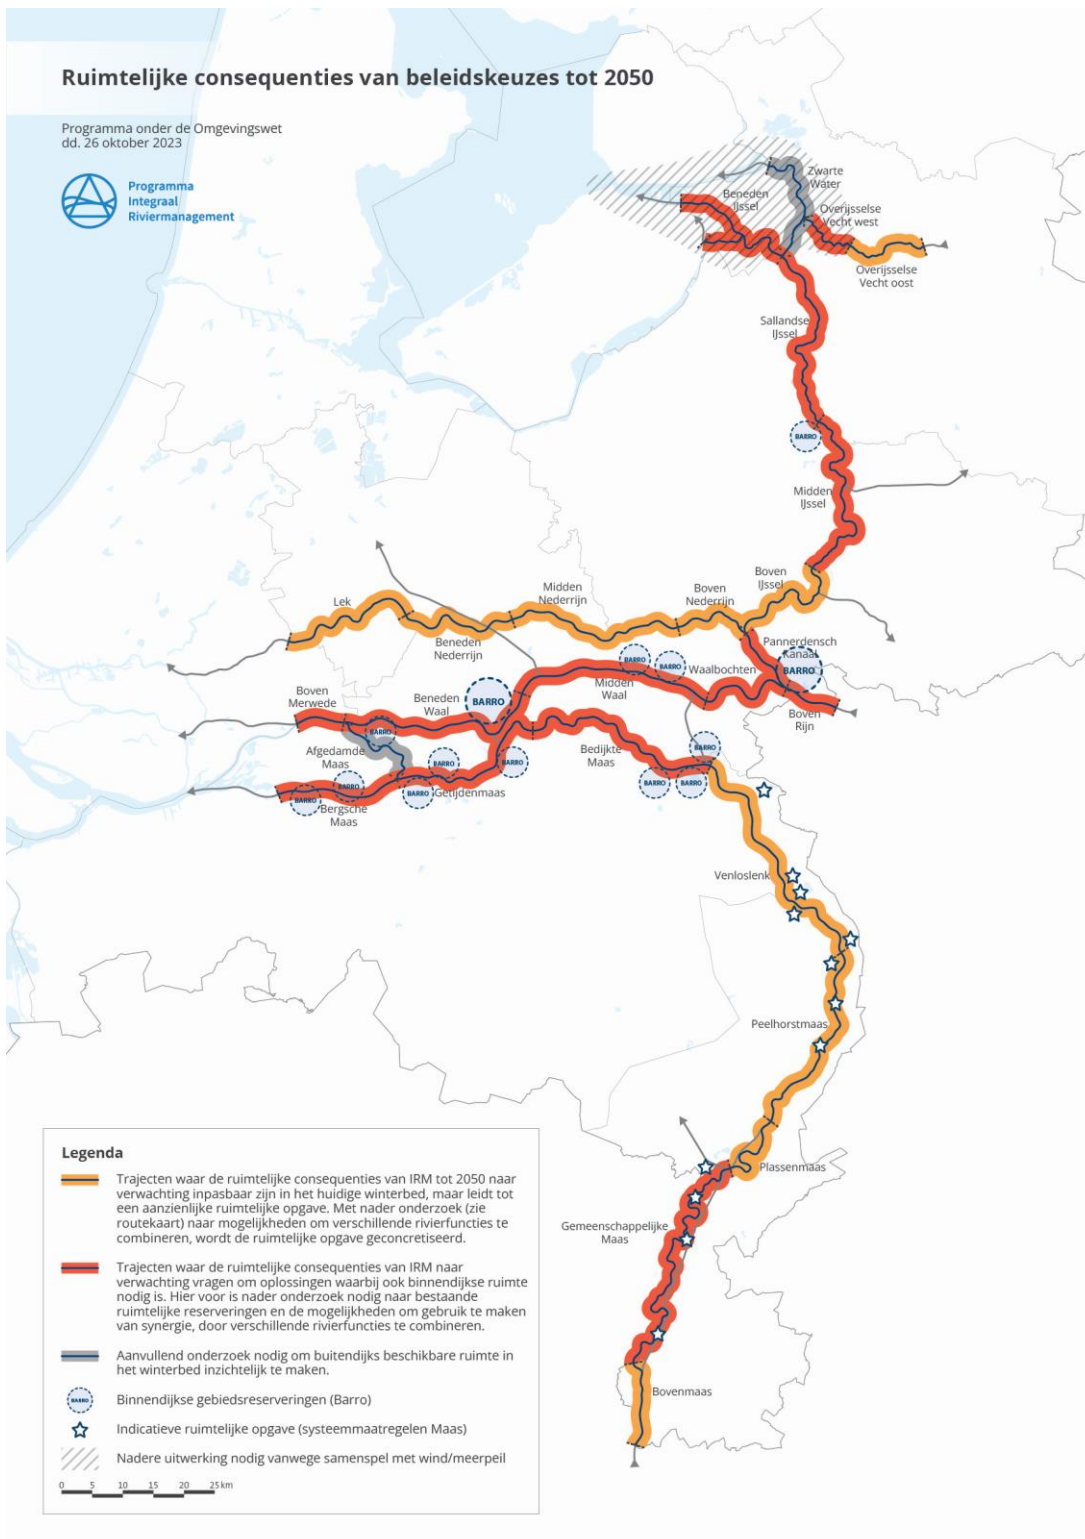 Ruimtelijke consequenties van beleidskeuzes tot 2050
Programma onder de Omgevingswet
dd. 26 oktober 2023
Programma
Integraal
Riviermanagement
Zwarte
Water
Beneden
IJssel
Overijsselse
Vecht west
Overijsselse
Vecht oost
Sallandse
IJssel
BARRO
Midden
IJssel
Boven
IJssel
Midden
Nederrijn
Boven
Nederrijn
Lek
Beneden
Nederrijn
Pannerdensch
Kanaal
BARRO
BARRO
BARRO
Waalbochten
Midden
Waal
Boven
Rijn
Boven
Merwede
Beneden
Waal
BARRO
BARRO
Afgedamde
Maas
BARRO
BARRO
Bedijkte
Maas
BARRO
BARRO
BARRO
BARRO
BARRO
BARRO
Getijdenmaas
Bergsche
Maas
Venloslenk
Peelhorstmaas
Plassenmaas
Gemeenschappelijke
Maas
Bovenmaas
Legenda
Trajecten waar de ruimtelijke consequenties van IRM tot 2050 naar
verwachting inpasbaar zijn in het huidige winterbed, maar leidt tot
een aanzienlijke ruimtelijke opgave. Met nader onderzoek (zie
routekaart) naar mogelijkheden om verschillende rivierfuncties te
combineren, wordt de ruimtelijke opgave geconcretiseerd.
Trajecten waar de ruimtelijke consequenties van IRM naar
verwachting vragen om oplossingen waarbij ook binnendijkse ruimte
nodig is. Hier voor is nader onderzoek nodig naar bestaande
ruimtelijke reserveringen en de mogelijkheden om gebruik te maken
van synergie, door verschillende rivierfuncties te combineren.
Aanvullend onderzoek nodig om buitendijks beschikbare ruimte in
het winterbed inzichtelijk te maken.
BARRO
Binnendijkse gebiedsreserveringen (Barro)
Indicatieve ruimtelijke opgave (systeemmaatregelen Maas)
Nadere uitwerking nodig vanwege samenspel met wind/meerpeil
0 5 10 15 20 25 km